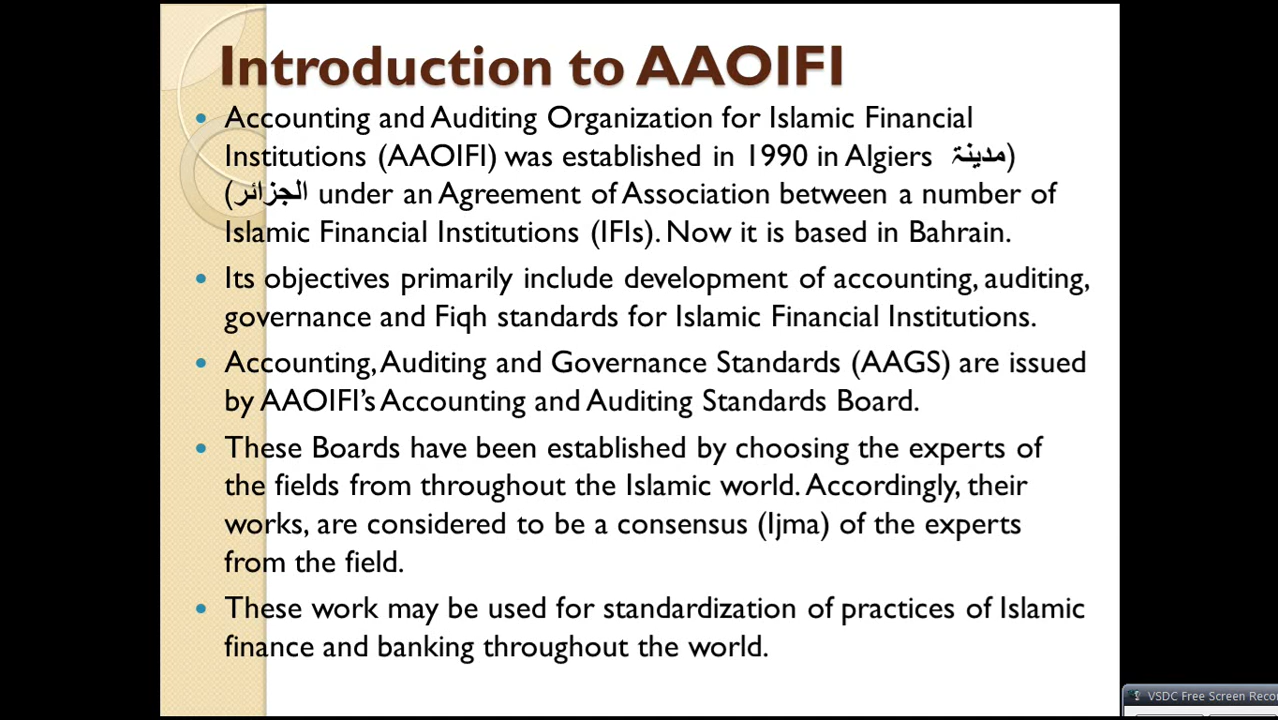 Introduction to AAOIFI
• Accounting and Auditing Organization for Islamic Financial
Institutions (AAOIFI) was established in 1990 in Algiers (مدينة
الجزائر) under an Agreement of Association between a number of
Islamic Financial Institutions (IFIs). Now it is based in Bahrain.
• Its objectives primarily include development of accounting, auditing,
governance and Fiqh standards for Islamic Financial Institutions.
• Accounting, Auditing and Governance Standards (AAGS) are issued
by AAOIFI’s Accounting and Auditing Standards Board.
• These Boards have been established by choosing the experts of
the fields from throughout the Islamic world. Accordingly, their
works, are considered to be a consensus (Ijma) of the experts
from the field.
• These work may be used for standardization of practices of Islamic
finance and banking throughout the world.
VSDC Free Screen Reco